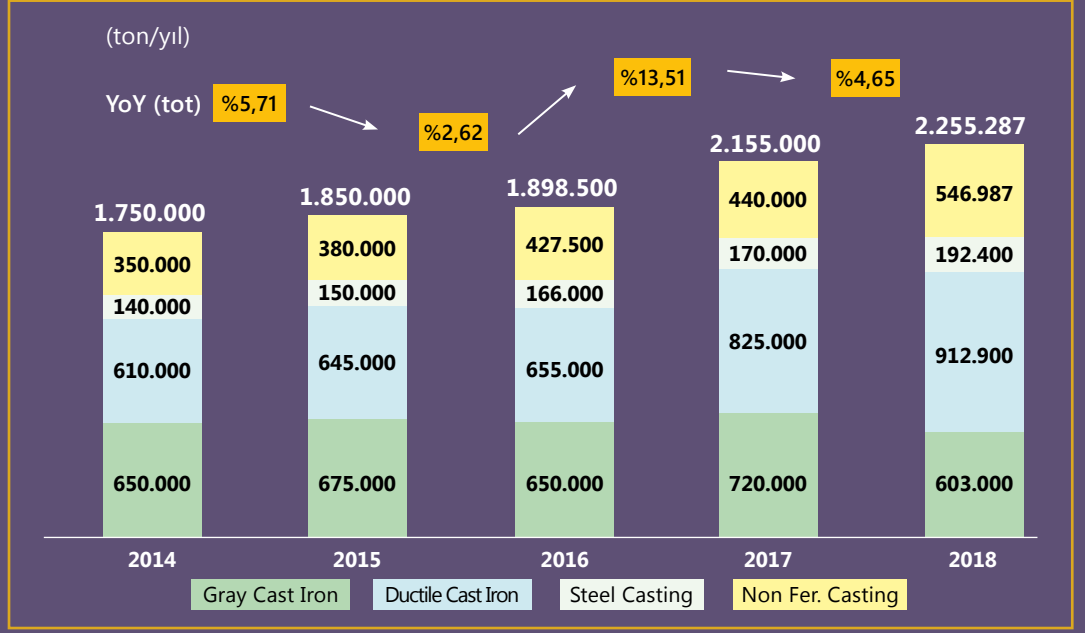 (ton/yıl)
YoY (tot) %5,71 %2,62 %13,51 %4,65
1.750.000 1.850.000 1.898.500 2.155.000 2.255.287
350.000 380.000 427.500 440.000 546.987
140.000 150.000 166.000 170.000 192.400
610.000 645.000 655.000 825.000 912.900
650.000 675.000 650.000 720.000 603.000
2014 2015 2016 2017 2018
Gray Cast Iron Ductile Cast Iron Steel Casting Non Fer. Casting